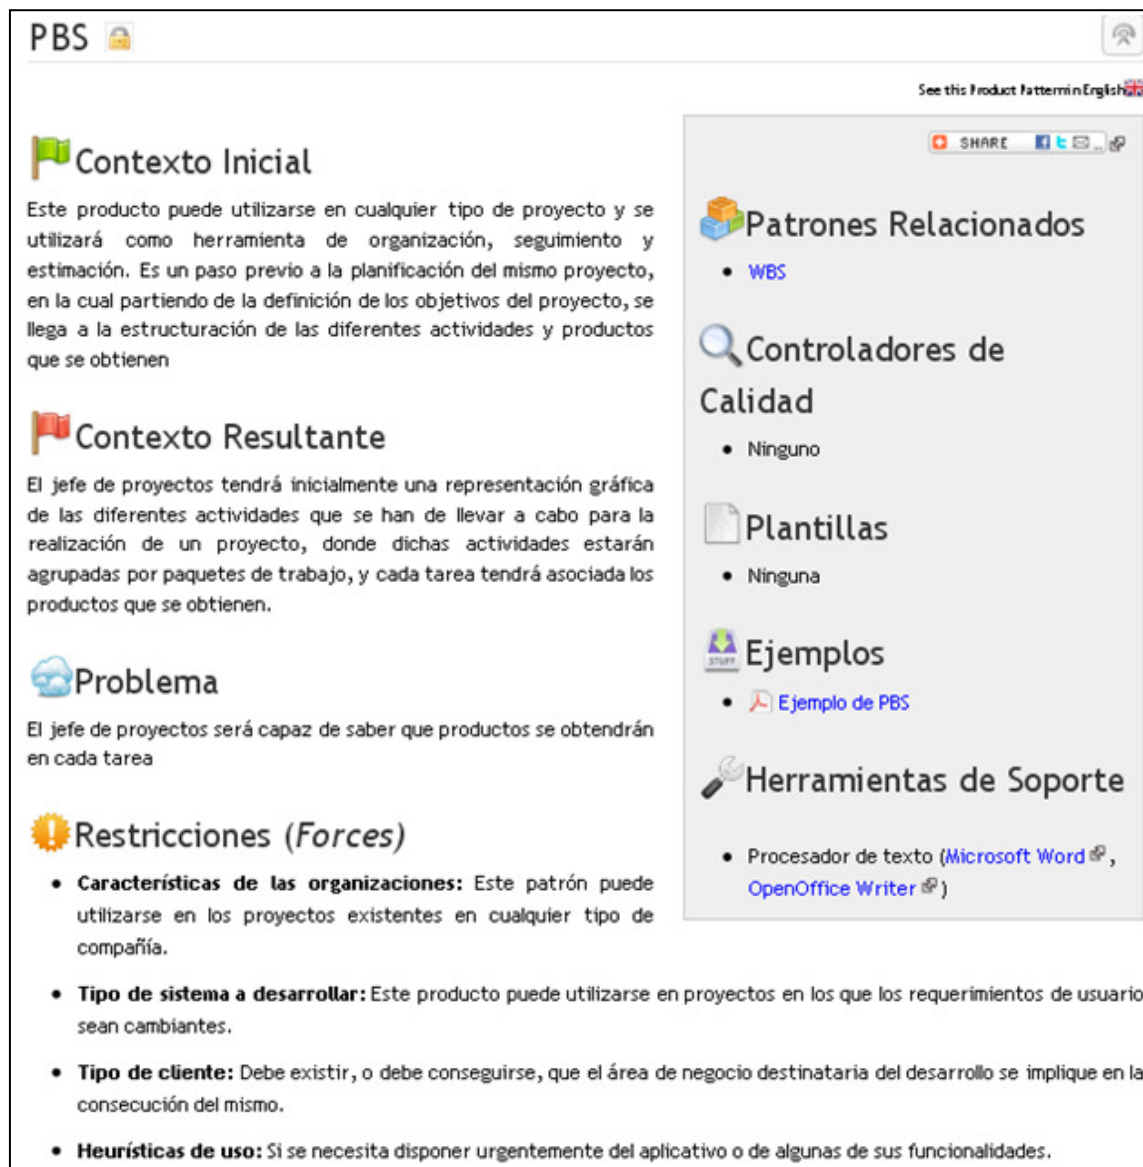 PBS
See this Product Pattern in English
Contexto Inicial
Este producto puede utilizarse en cualquier tipo de proyecto y se
utilizará como herramienta de organización, seguimiento y
estimación. Es un paso previo a la planificación del mismo proyecto,
en la cual partiendo de la definición de los objetivos del proyecto, se
llega a la estructuración de las diferentes actividades y productos
que se obtienen
Contexto Resultante
El jefe de proyectos tendrá inicialmente una representación gráfica
de las diferentes actividades que se han de llevar a cabo para la
realización de un proyecto, donde dichas actividades estarán
agrupadas por paquetes de trabajo, y cada tarea tendrá asociada los
productos que se obtienen.
Problema
El jefe de proyectos será capaz de saber que productos se obtendrán
en cada tarea
Restricciones (Forces)
• Características de las organizaciones: Este patrón puede
utilizarse en los proyectos existentes en cualquier tipo de
compañía.
SHARE
Patrones Relacionados
• WBS
Controladores de
Calidad
• Ninguno
Plantillas
• Ninguna
STUFF
Ejemplos
• Ejemplo de PBS
Herramientas de Soporte
• Procesador de texto (Microsoft Word,
OpenOffice Writer)
• Tipo de sistema a desarrollar: Este producto puede utilizarse en proyectos en los que los requerimientos de usuario
sean cambiantes.
• Tipo de cliente: Debe existir, o debe conseguirse, que el área de negocio destinataria del desarrollo se implique en la
consecución del mismo.
• Heurísticas de uso: Si se necesita disponer urgentemente del aplicativo o de algunas de sus funcionalidades.